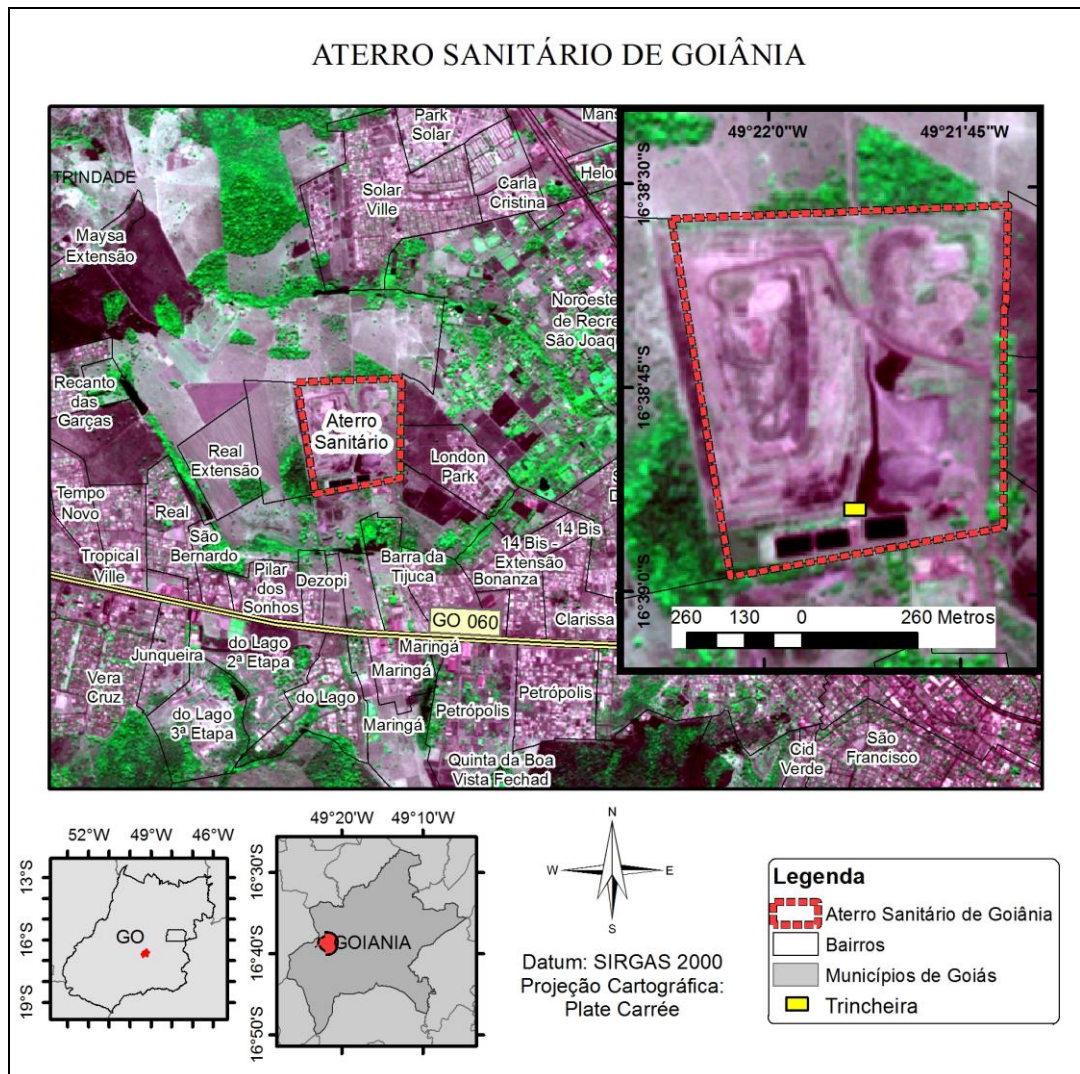 ATERRO SANITÁRIO DE GOIÂNIA
Park
Solar
TRINDADE
Solar
Ville
Carla
Cristina
Maysa
Extensão
Noroeste
de Recre
São Joaq
Recanto
das
Garças
Aterro
Sanitário
Real
Extensão
London
Park
Tempo
Novo
Real
São
Bernardo
14 Bis
Tropical
Ville
Pilar
dos
Sonhos
Dezopi
Barra da
Tijuca
14 Bis -
Extensão
Bonanza
Clarissa
GO 060
Junqueira
do Lago
2ª Etapa
Maringá
Vera
Cruz
do Lago
Maringá
Petrópolis
do Lago
3ª Etapa
Maringá
Petrópolis
Quinta da Boa
Vista Fechad
Cid
Verde
São
Francisco
Mans
Helou
49°22'0"W 49°21'45"W
16°38'30"S
16°38'45"S
16°39'0"S
260 130 0 260 Metros
52°W 49°W 46°W
13°S
16°S
19°S
GO
49°20'W 49°10'W
16°30'S
16°40'S
16°50'S
GOIANIA
N
W E
S
Datum: SIRGAS 2000
Projeção Cartográfica:
Plate Carrée
Legenda
Aterro Sanitário de Goiânia
Bairros
Municípios de Goiás
Trincheira